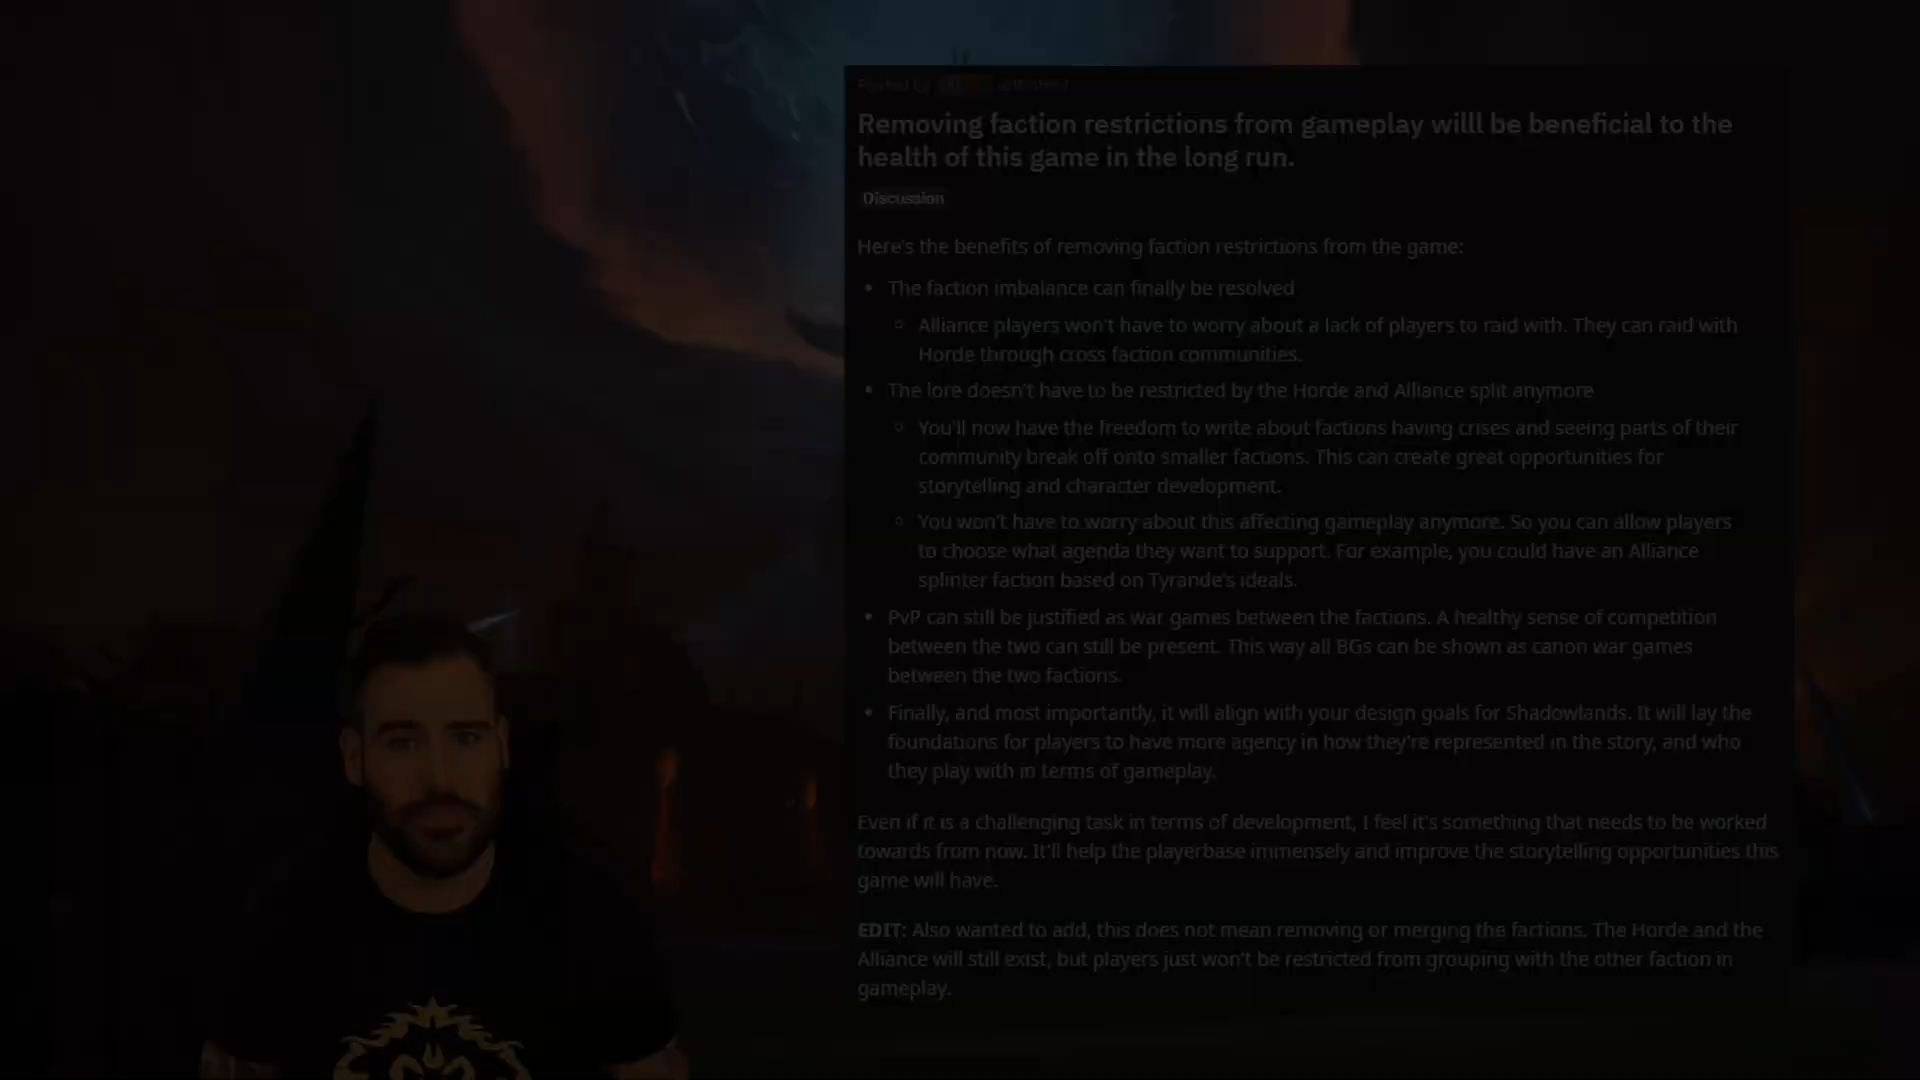 Posted by
Removing faction restrictions from gameplay willl be beneficial to the
health of this game in the long run.
Discussion
Here's the benefits of removing faction restrictions from the game:
• The faction imbalance can finally be resolved
○ Alliance players won't have to worry about a lack of players to raid with. They can raid with
Horde through cross faction communities.
• The lore doesn't have to be restricted by the Horde and Alliance split anymore
○ You'll now have the freedom to write about factions having crises and seeing parts of their
community break off onto smaller factions. This can create great opportunities for
storytelling and character development.
○ You won't have to worry about this affecting gameplay anymore. So you can allow players
to choose what agenda they want to support. For example, you could have an Alliance
splinter faction based on Tyrande's ideals.
• PvP can still be justified as war games between the factions. A healthy sense of competition
between the two can still be present. This way all BGs can be shown as canon war games
between the two factions.
• Finally, and most importantly, it will align with your design goals for Shadowlands. It will lay the
foundations for players to have more agency in how they're represented in the story, and who
they play with in terms of gameplay.
Even if it is a challenging task in terms of development, I feel it's something that needs to be worked
towards from now. It'll help the playerbase immensely and improve the storytelling opportunities this
game will have.
EDIT: Also wanted to add, this does not mean removing or merging the factions. The Horde and the
Alliance will still exist, but players just won't be restricted from grouping with the other faction in
gameplay.